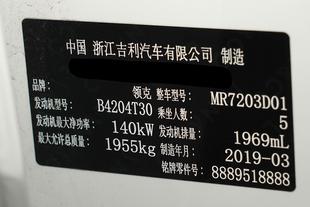 中国 浙江吉利汽车有限公司 制造
品牌: 领克 整车型号: MR7203D01
发动机型号: B4204T30 乘坐人数: 5
发动机最大净功率: 140kW 发动机排量: 1969mL
最大允许总质量: 1955kg 制造年月: 2019-03
铭牌零件号: 8889518888